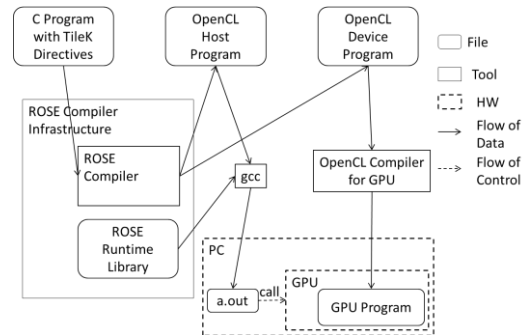 C Program
with TileK
Directives
OpenCL
Host
Program
OpenCL
Device
Program
File
Tool
HW
Flow of
Data
Flow of
Control
ROSE Compiler
Infrastructure
ROSE
Compiler
gcc
OpenCL Compiler
for GPU
ROSE
Runtime
Library
PC
GPU
a.out
call
GPU Program